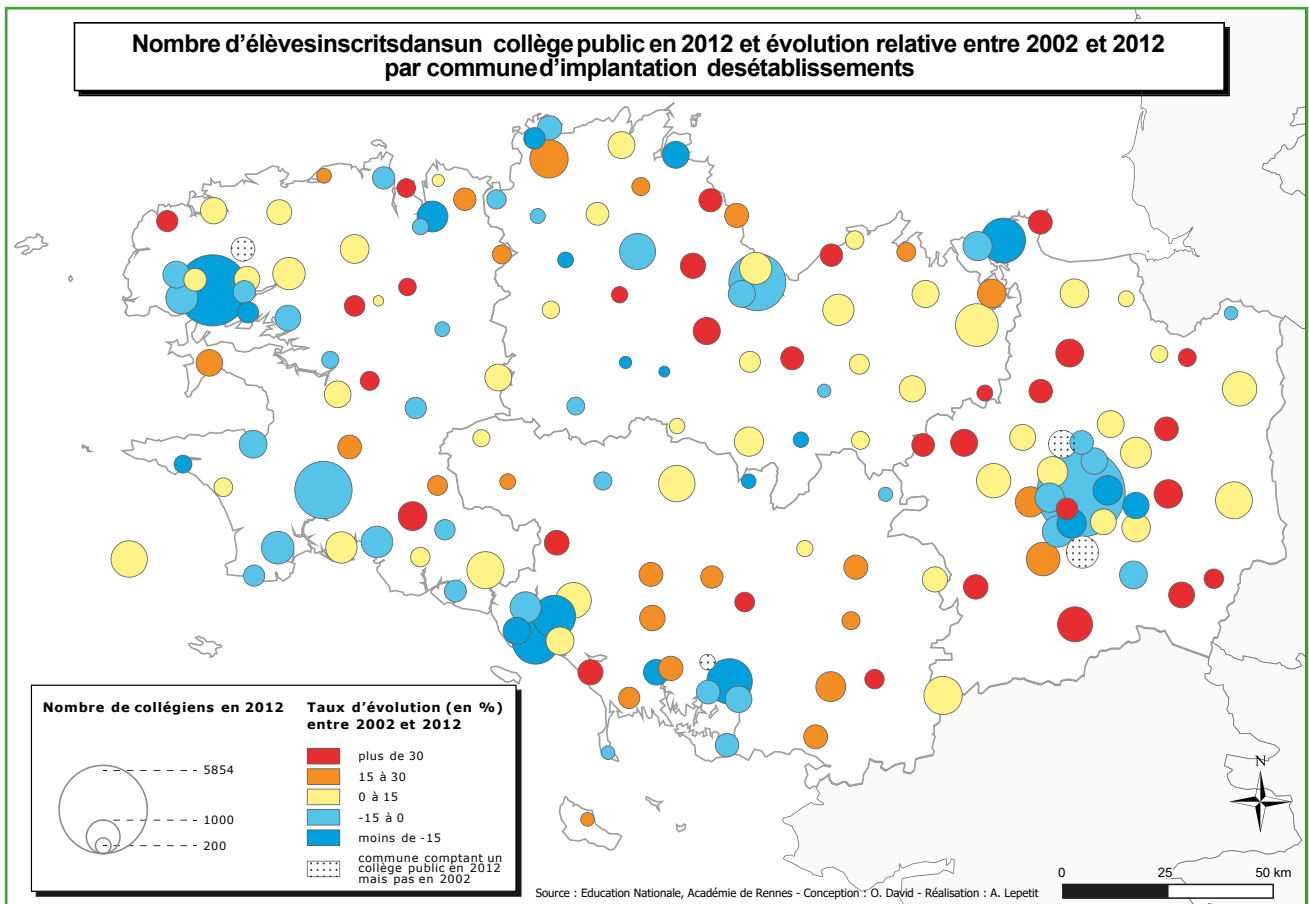 Nombre d'élèvesinscritsdansun collège public en 2012 et évolution relative entre 2002 et 2012
par communed'implantation desétablissements
Nombre de collégiens en 2012
5854
1000
200
Taux d'évolution (en %)
entre 2002 et 2012
plus de 30
15 à 30
0 à 15
-15 à 0
moins de -15
commune comptant un
collège public en 2012
mais pas en 2002
N
0 25 50 km
Source : Education Nationale, Académie de Rennes - Conception : O. David - Réalisation : A. Lepetit